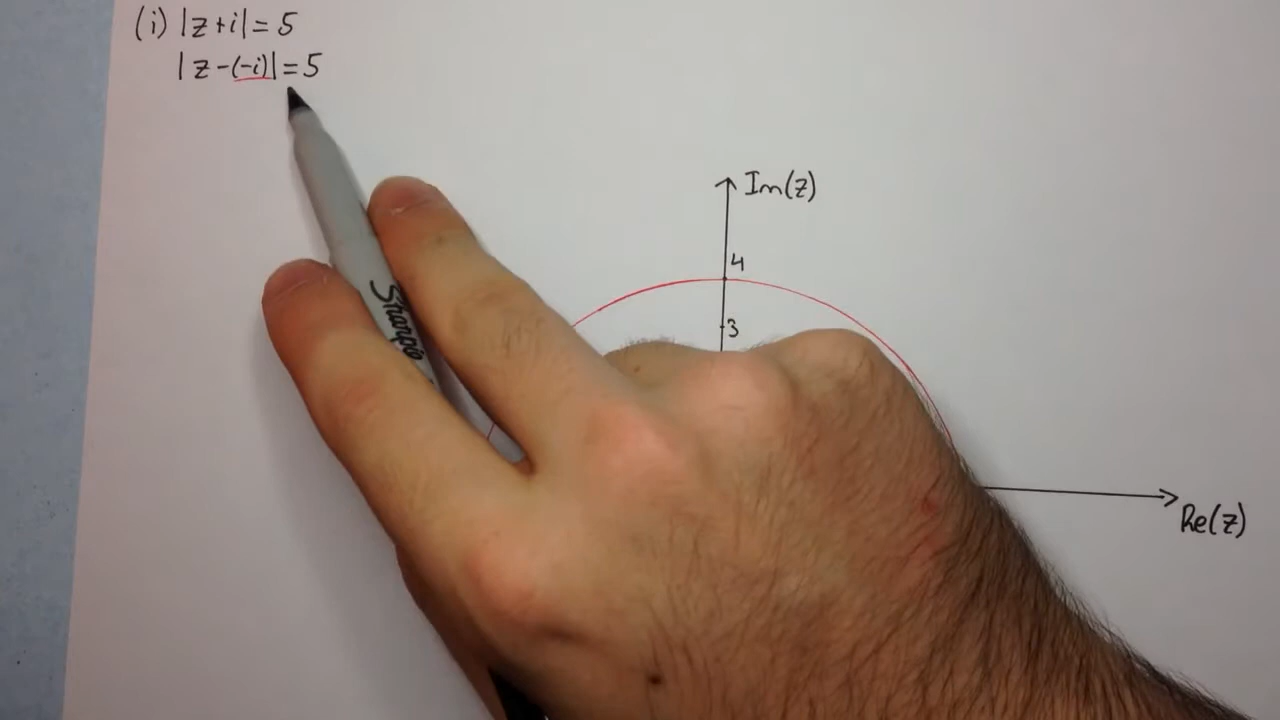 (i) |z+i| = 5
|z-(-i)| = 5
Im(z)
4
3
Sharpie
Re(z)